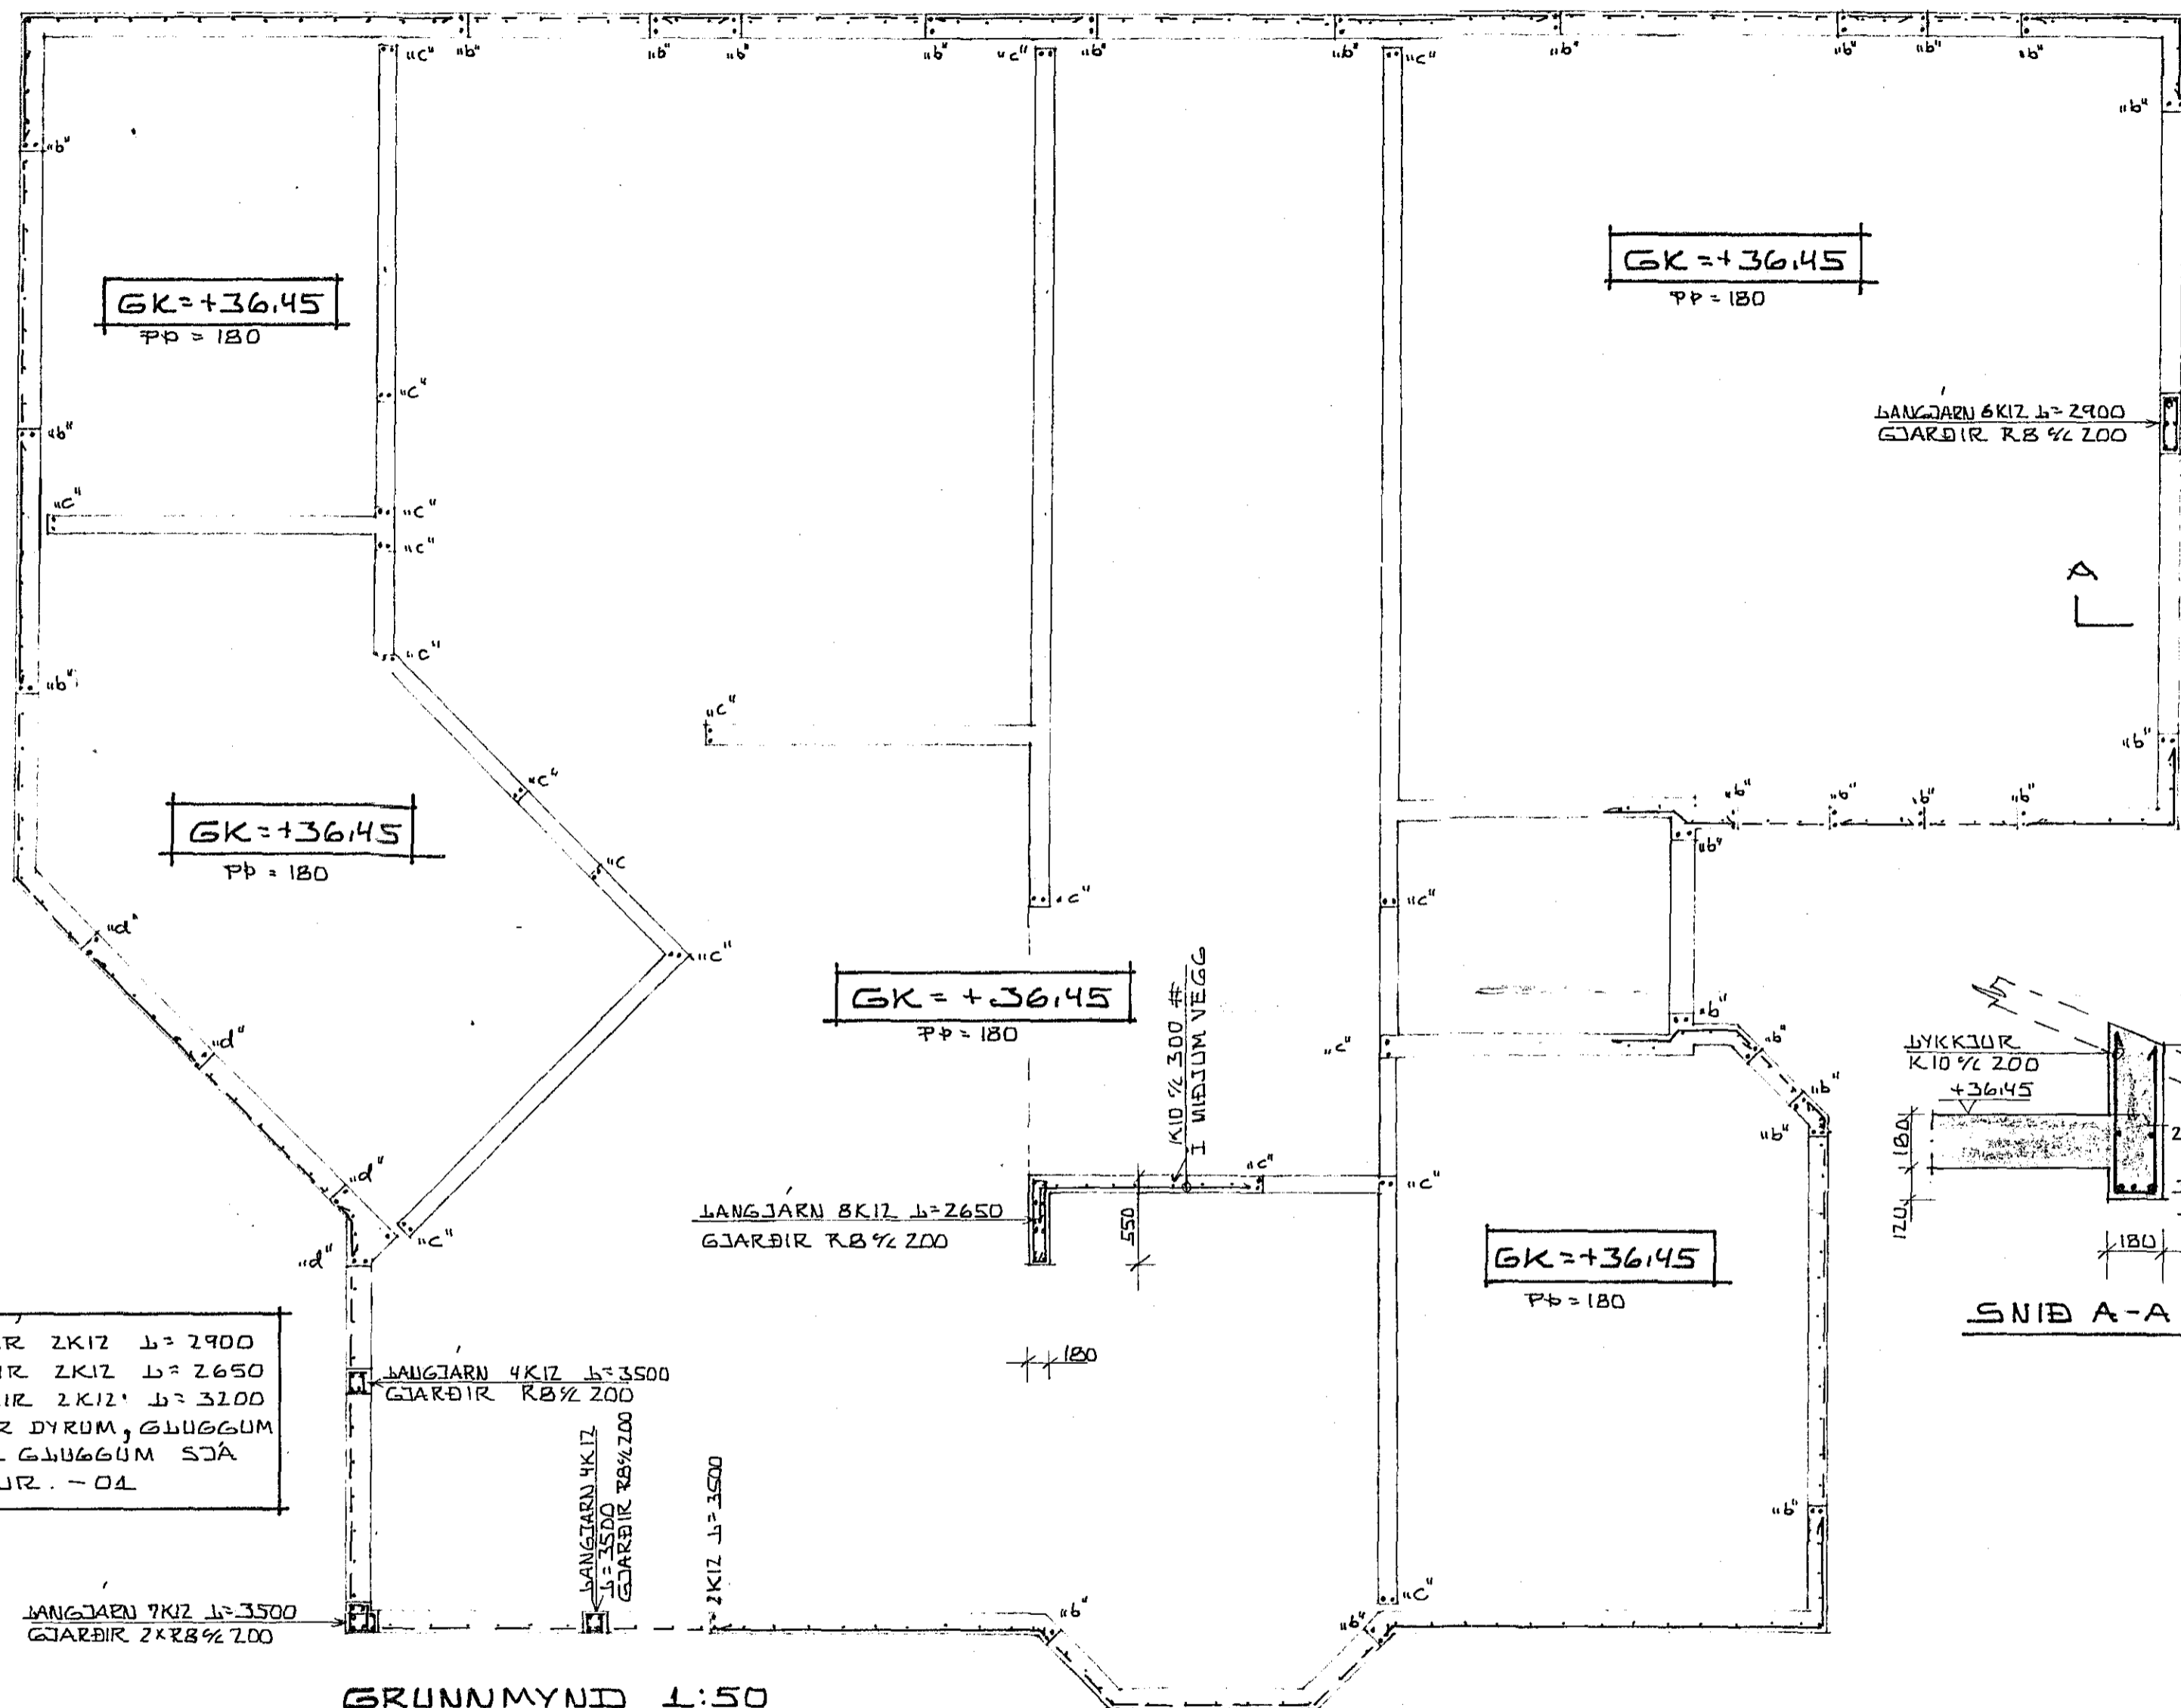 "c" "b" "b" "b" "b" "c" "b" "b" "c" "b" "b" "b" "b"
"b"
"b"
GK=+36.45
Pþ = 180
GK=+36.45
Pþ = 180
"c"
LANGJÁRN 6K12 L=2900
GJARÐIR R8 %L 200
"b"
"c"
"c"
"c"
A
"c"
"b"
"c"
"b"
"c"
"b" "b" "b" "b"
GK=+36.45
Pþ = 180
"b"
"c
"c"
"c"
"d"
"c"
GK=+36.45
Pþ = 180
K10 %L 300 #
Í MIÐJUM VEGG
"b"
"d"
"c"
"b"
"b"
"b"
LYKKJUR
K10 %L 200
+36.45
180
120
180
2
"d"
"c"
"c"
LANGJÁRN 8K12 L=2650
GJARÐIR R8 %L 200
550
"c"
"d"
GK=+36.45
Pþ = 180
SNIÐ A-A
R 2K12 L= 2900
IR 2K12 L= 2650
IR 2K12 L= 3200
R DYRUM, GLUGGUM
GLUGGUM SJÁ
UR. - 01
180
LANGJÁRN 4K12 L=3500
GJARÐIR R8 %L 200
LANGJARN 4K12
L=3500
GJARÐIR R8 %L 200
2K12 L=3500
"b"
"c"
"b"
"b"
LANGJÁRN 7K12 L=3500
GJARÐIR 2XR8 %L 200
GRUNNMYND 1:50